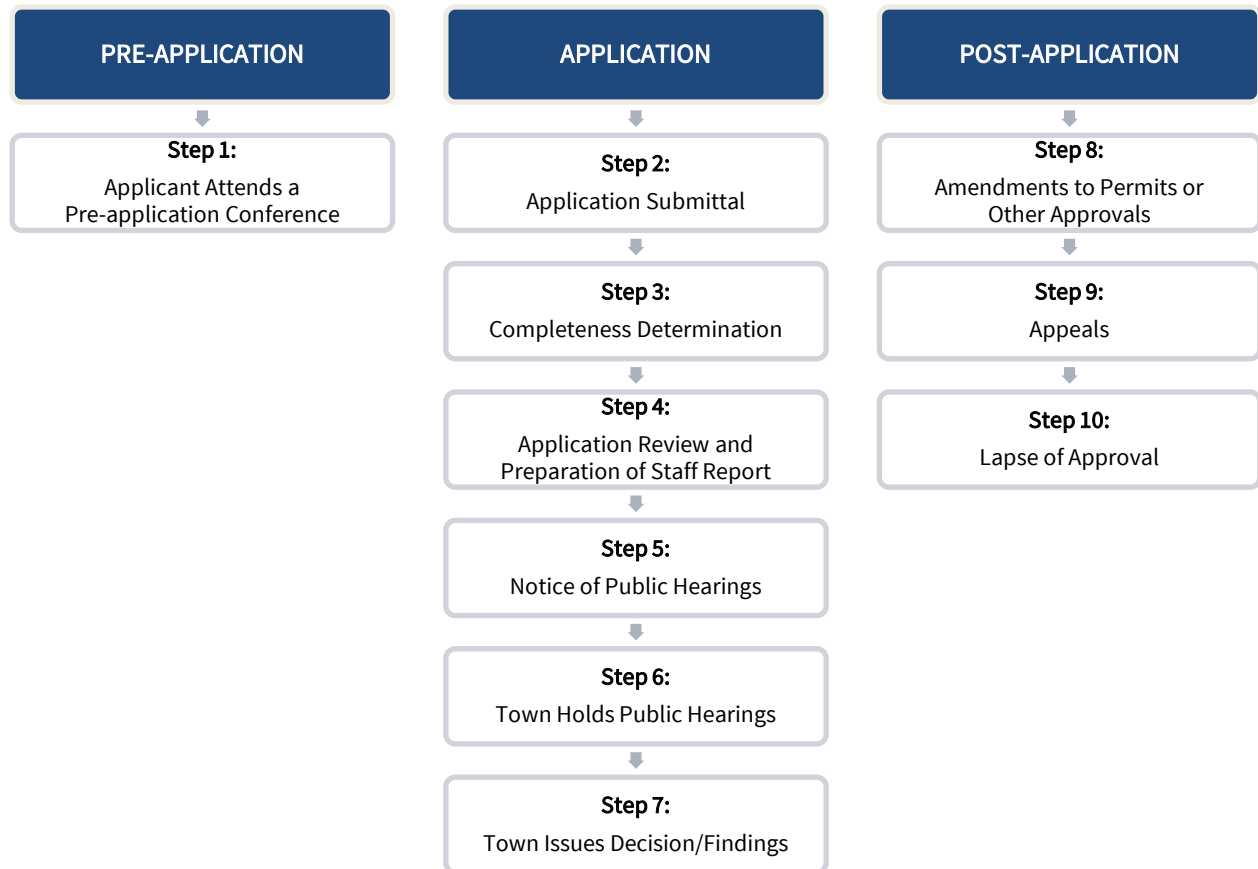 PRE-APPLICATION
Step 1:
Applicant Attends a
Pre-application Conference
APPLICATION
Step 2:
Application Submittal
Step 3:
Completeness Determination
Step 4:
Application Review and
Preparation of Staff Report
Step 5:
Notice of Public Hearings
Step 6:
Town Holds Public Hearings
Step 7:
Town Issues Decision/Findings
POST-APPLICATION
Step 8:
Amendments to Permits or
Other Approvals
Step 9:
Appeals
Step 10:
Lapse of Approval